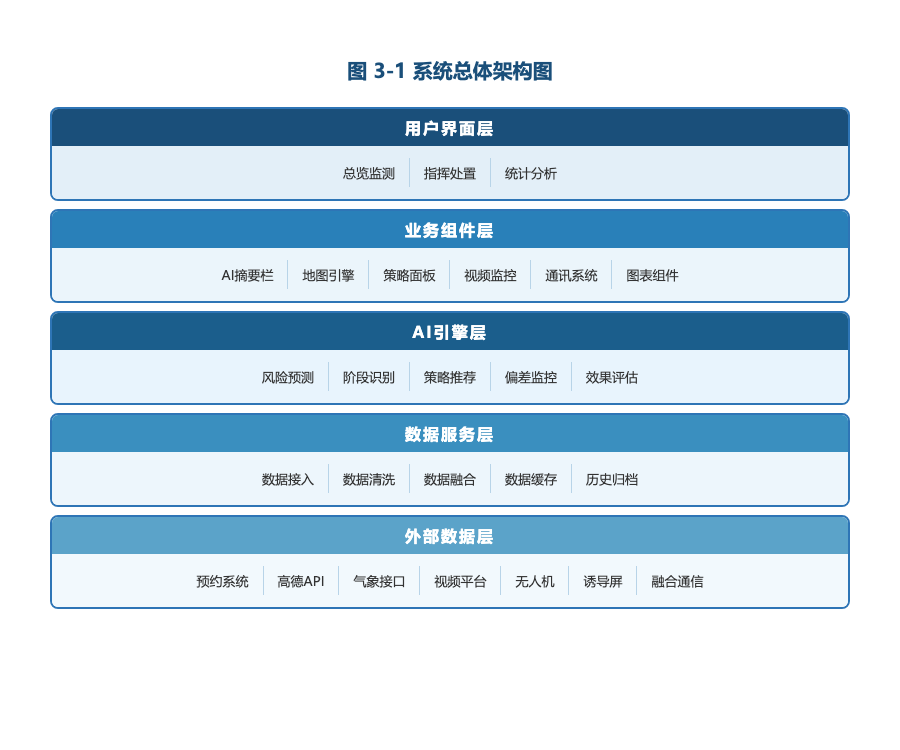 图 3-1 系统总体架构图
用户界面层
总览监测 指挥处置 统计分析
业务组件层
AI摘要栏 地图引擎 策略面板 视频监控 通讯系统 图表组件
AI引擎层
风险预测 阶段识别 策略推荐 偏差监控 效果评估
数据服务层
数据接入 数据清洗 数据融合 数据缓存 历史归档
外部数据层
预约系统 高德API 气象接口 视频平台 无人机 诱导屏 融合通信